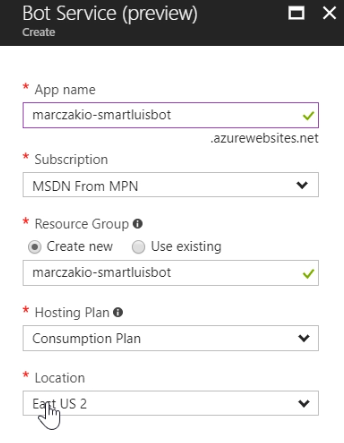 Bot Service (preview)
Create
* App name
marczakio-smartluisbot
.azurewebsites.net
* Subscription
MSDN From MPN
* Resource Group
Create new Use existing
marczakio-smartluisbot
* Hosting Plan
Consumption Plan
* Location
East US 2